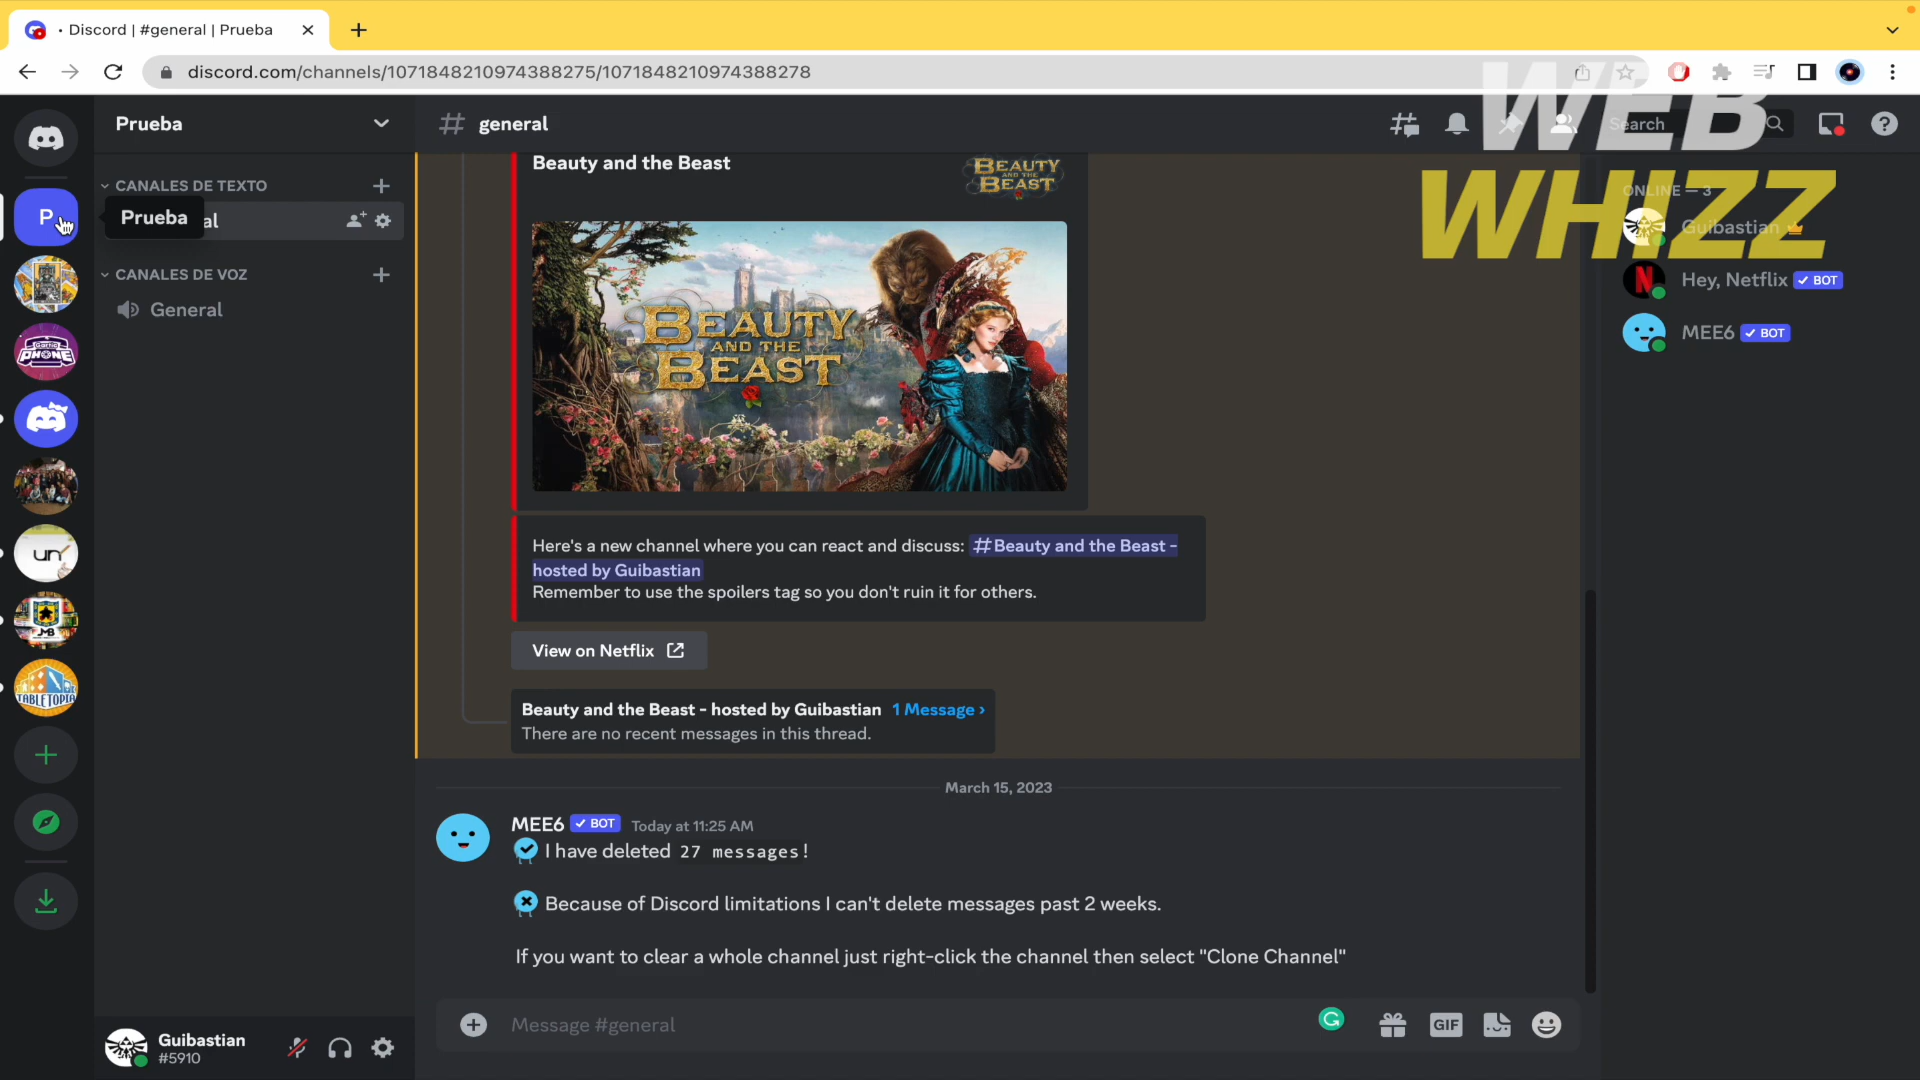 • Discord | #general | Prueba
discord.com/channels/1071848210974388275/1071848210974388278
WEB
WHIZZ
Prueba
general
Search
CANALES DE TEXTO
P
Prueba
al
CANALES DE VOZ
General
Beauty and the Beast
BEAUTY
AND THE
BEAST
BEAUTY
AND THE
BEAST
Here's a new channel where you can react and discuss: #Beauty and the Beast -
hosted by Guibastian
Remember to use the spoilers tag so you don't ruin it for others.
View on Netflix
Beauty and the Beast - hosted by Guibastian 1 Message ›
There are no recent messages in this thread.
March 15, 2023
MEE6 BOT Today at 11:25 AM
I have deleted 27 messages!
Because of Discord limitations I can't delete messages past 2 weeks.
If you want to clear a whole channel just right-click the channel then select "Clone Channel"
Message #general
GIF
ONLINE — 3
Guibastian
N
Hey, Netflix BOT
MEE6 BOT
Gartic
PHONE
un
JMB
TABLETOPIA
Guibastian
#5910